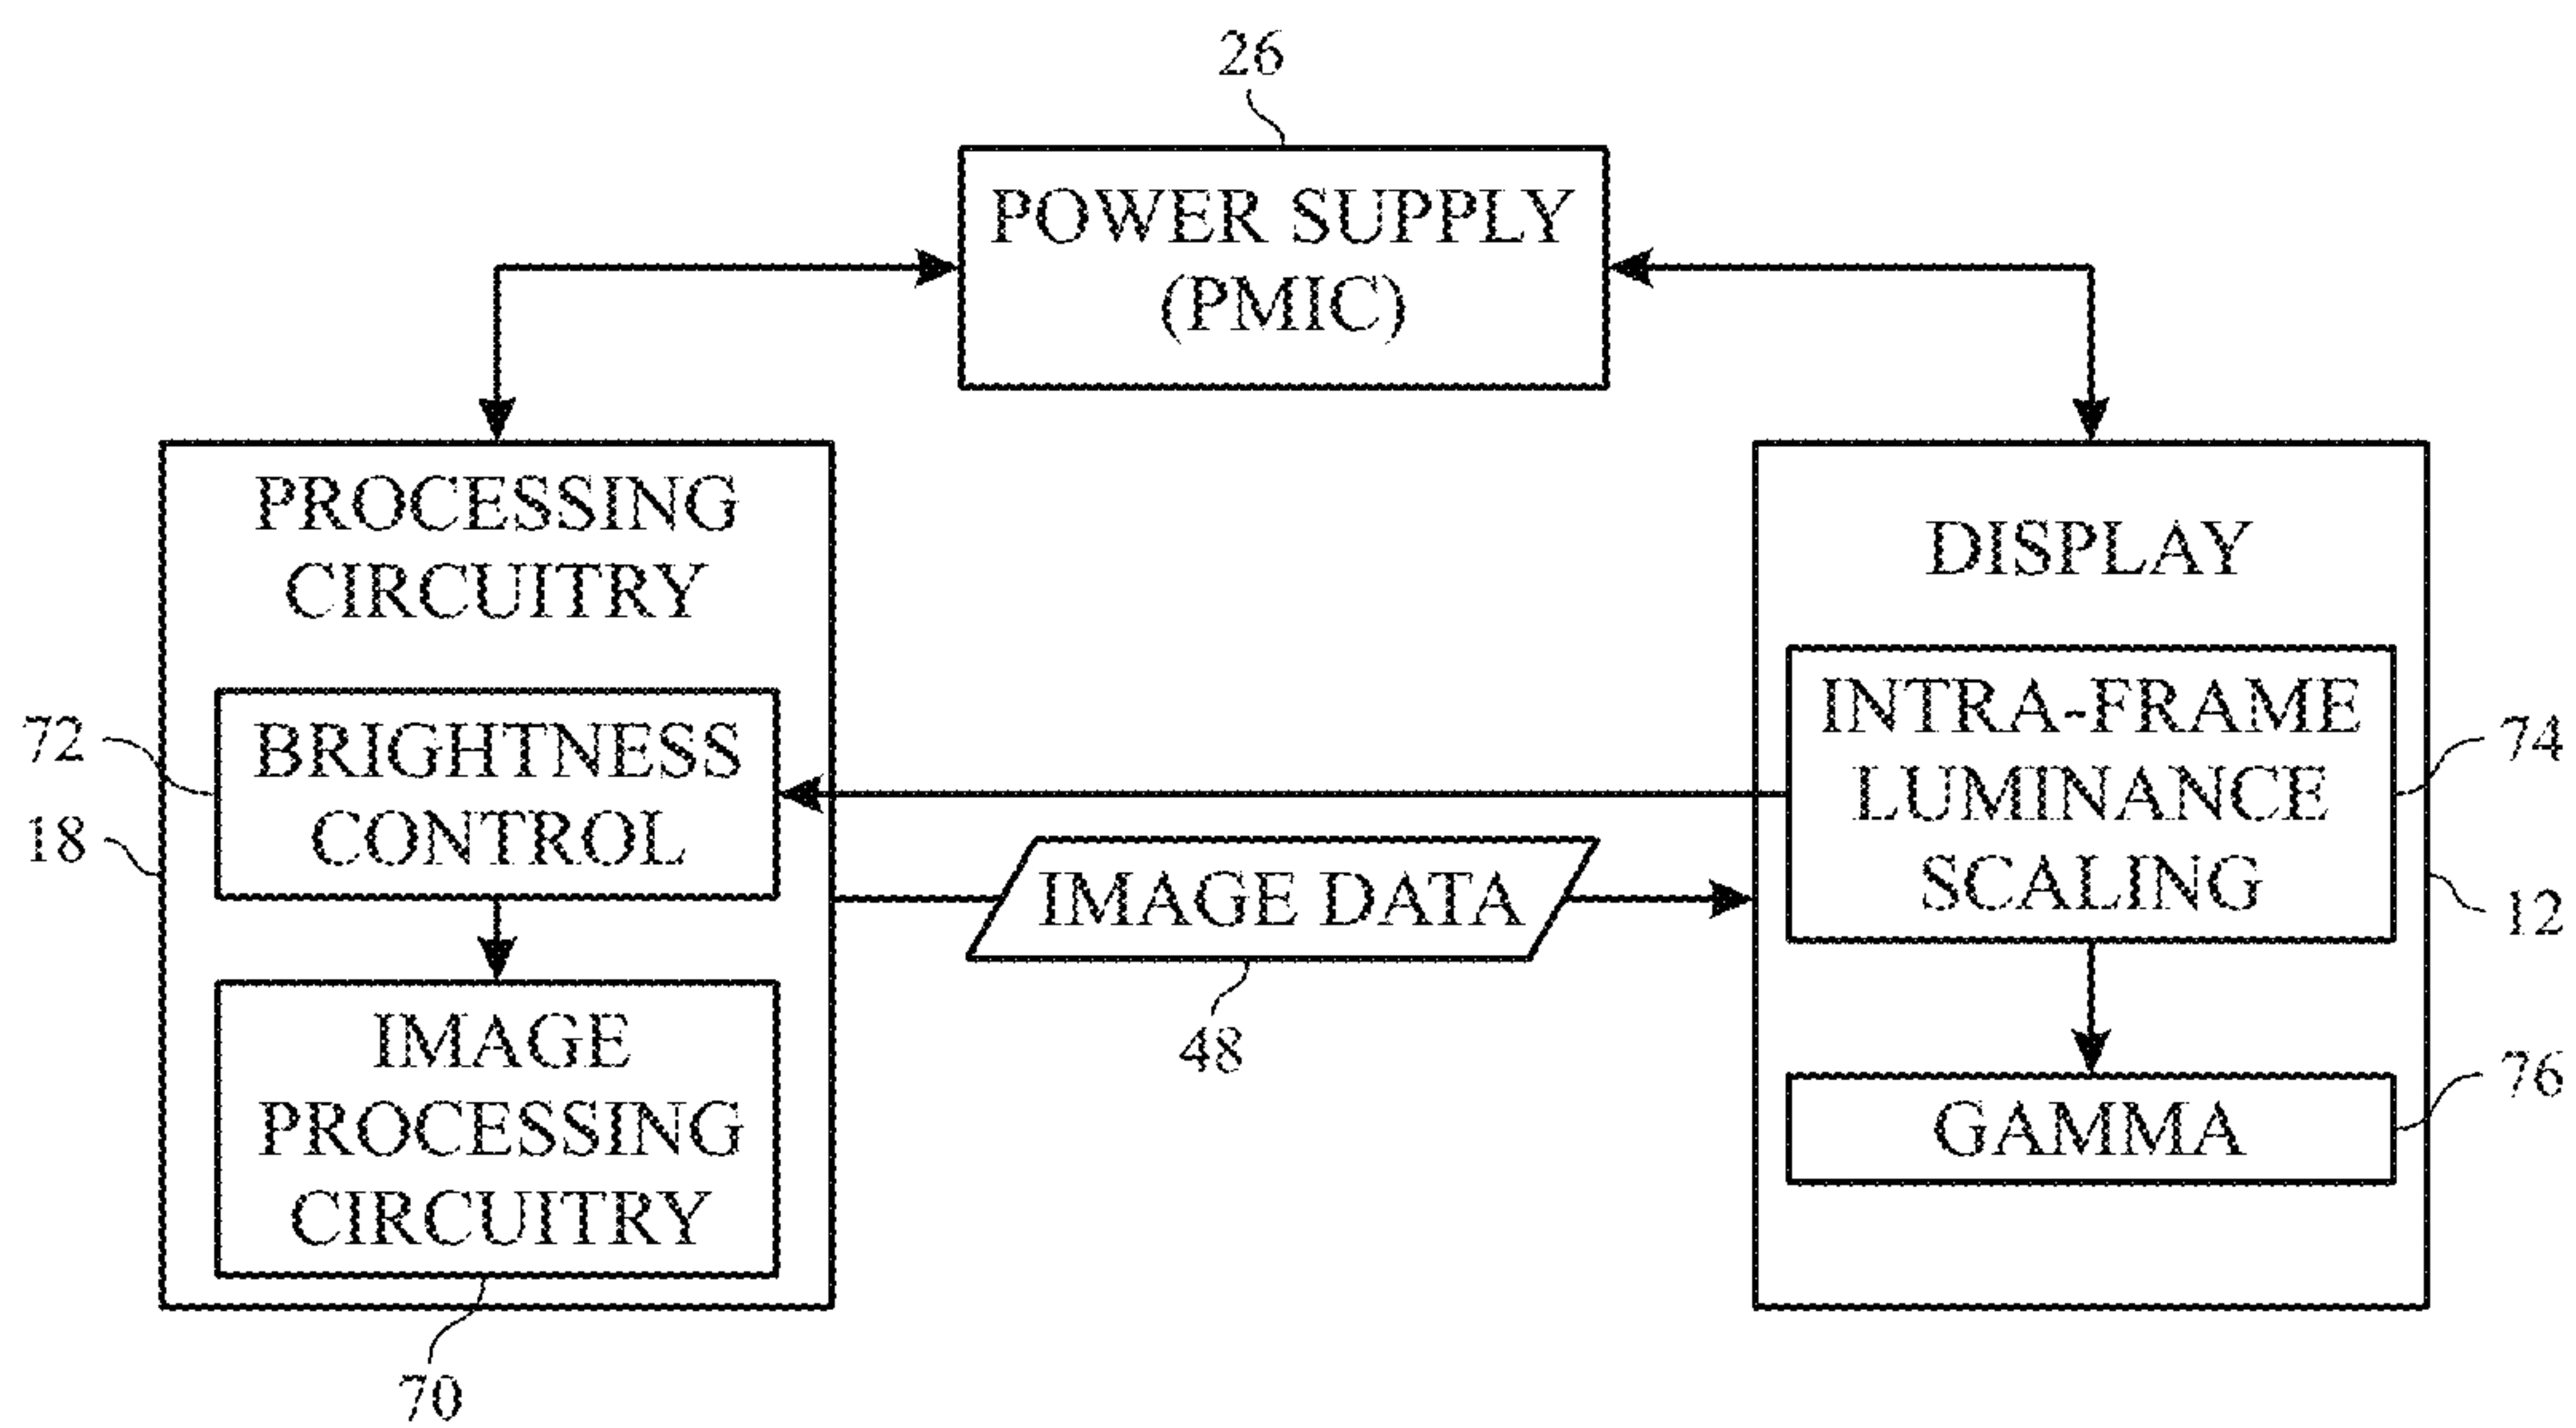 26
POWER SUPPLY
(PMIC)
PROCESSING
CIRCUITRY
DISPLAY
72
BRIGHTNESS
CONTROL
18
INTRA-FRAME
LUMINANCE
SCALING
74
12
IMAGE DATA
48
IMAGE
PROCESSING
CIRCUITRY
70
GAMMA
76